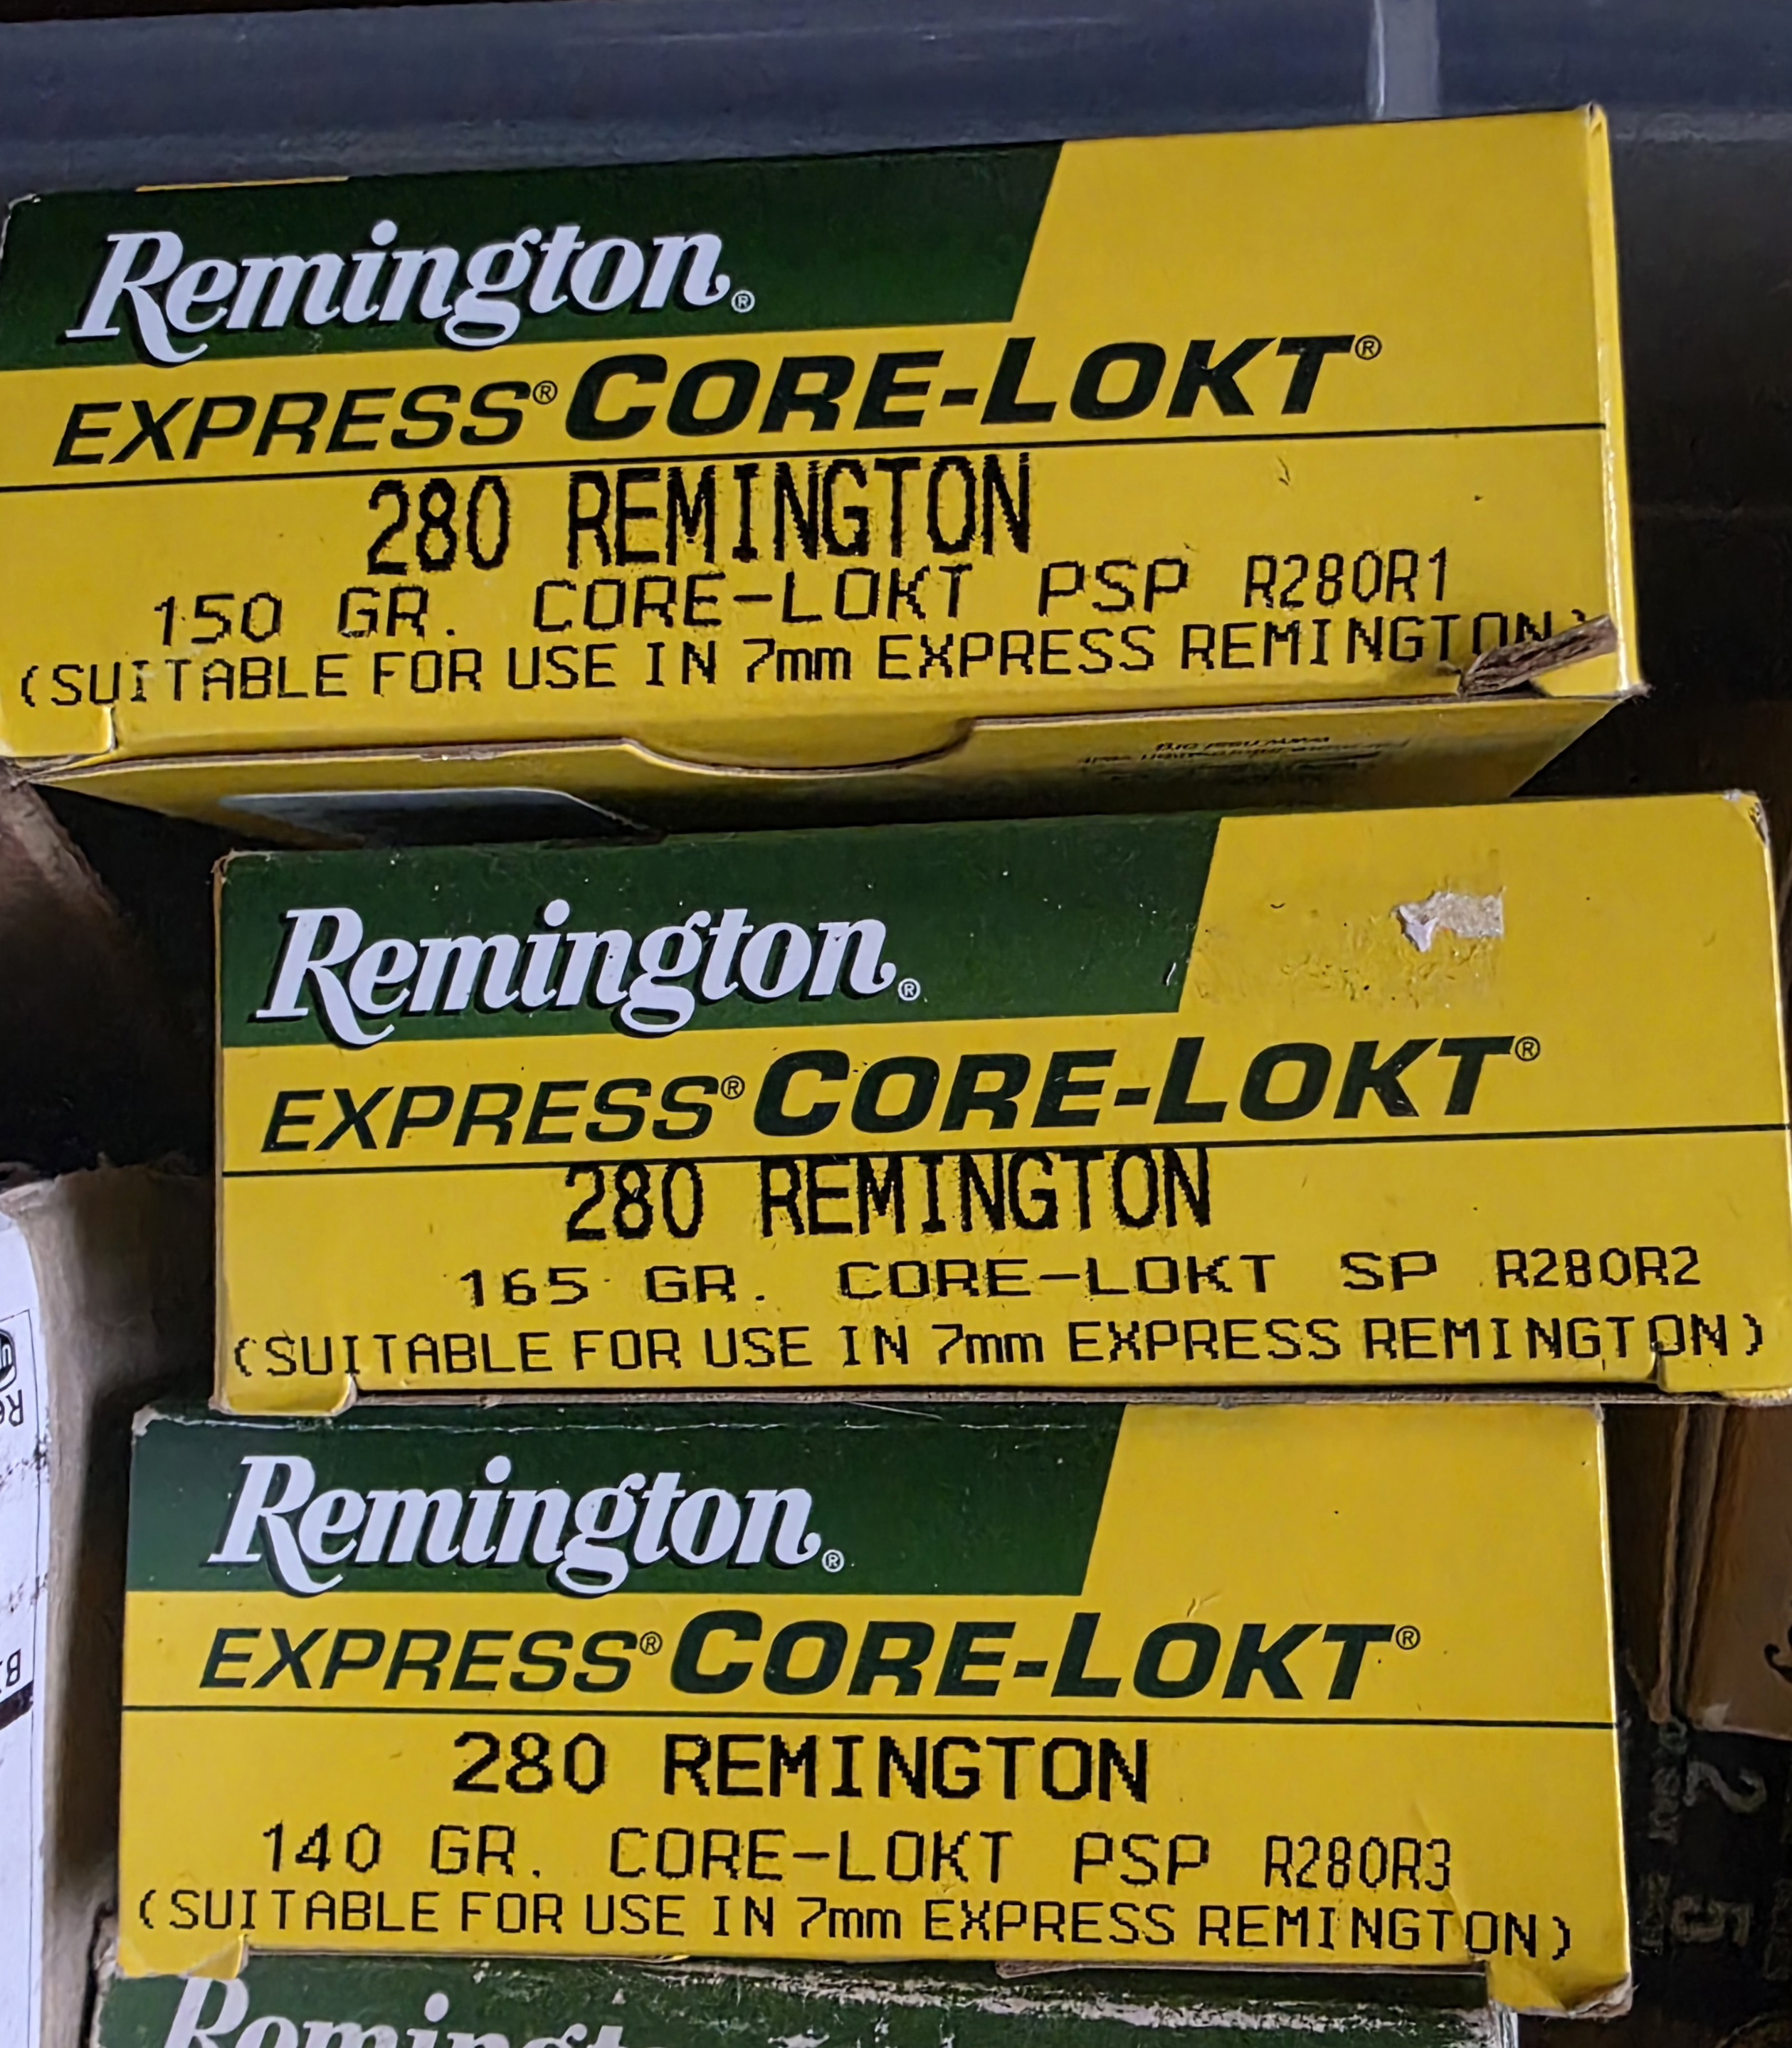 Remington®
EXPRESS® CORE-LOKT®
280 REMINGTON
150 GR. CORE-LOKT PSP R280R1
(SUITABLE FOR USE IN 7mm EXPRESS REMINGTON)
Remington®
EXPRESS® CORE-LOKT®
280 REMINGTON
165 GR. CORE-LOKT SP R280R2
(SUITABLE FOR USE IN 7mm EXPRESS REMINGTON)
Remington®
EXPRESS® CORE-LOKT®
280 REMINGTON
140 GR. CORE-LOKT PSP R280R3
(SUITABLE FOR USE IN 7mm EXPRESS REMINGTON)
Remington